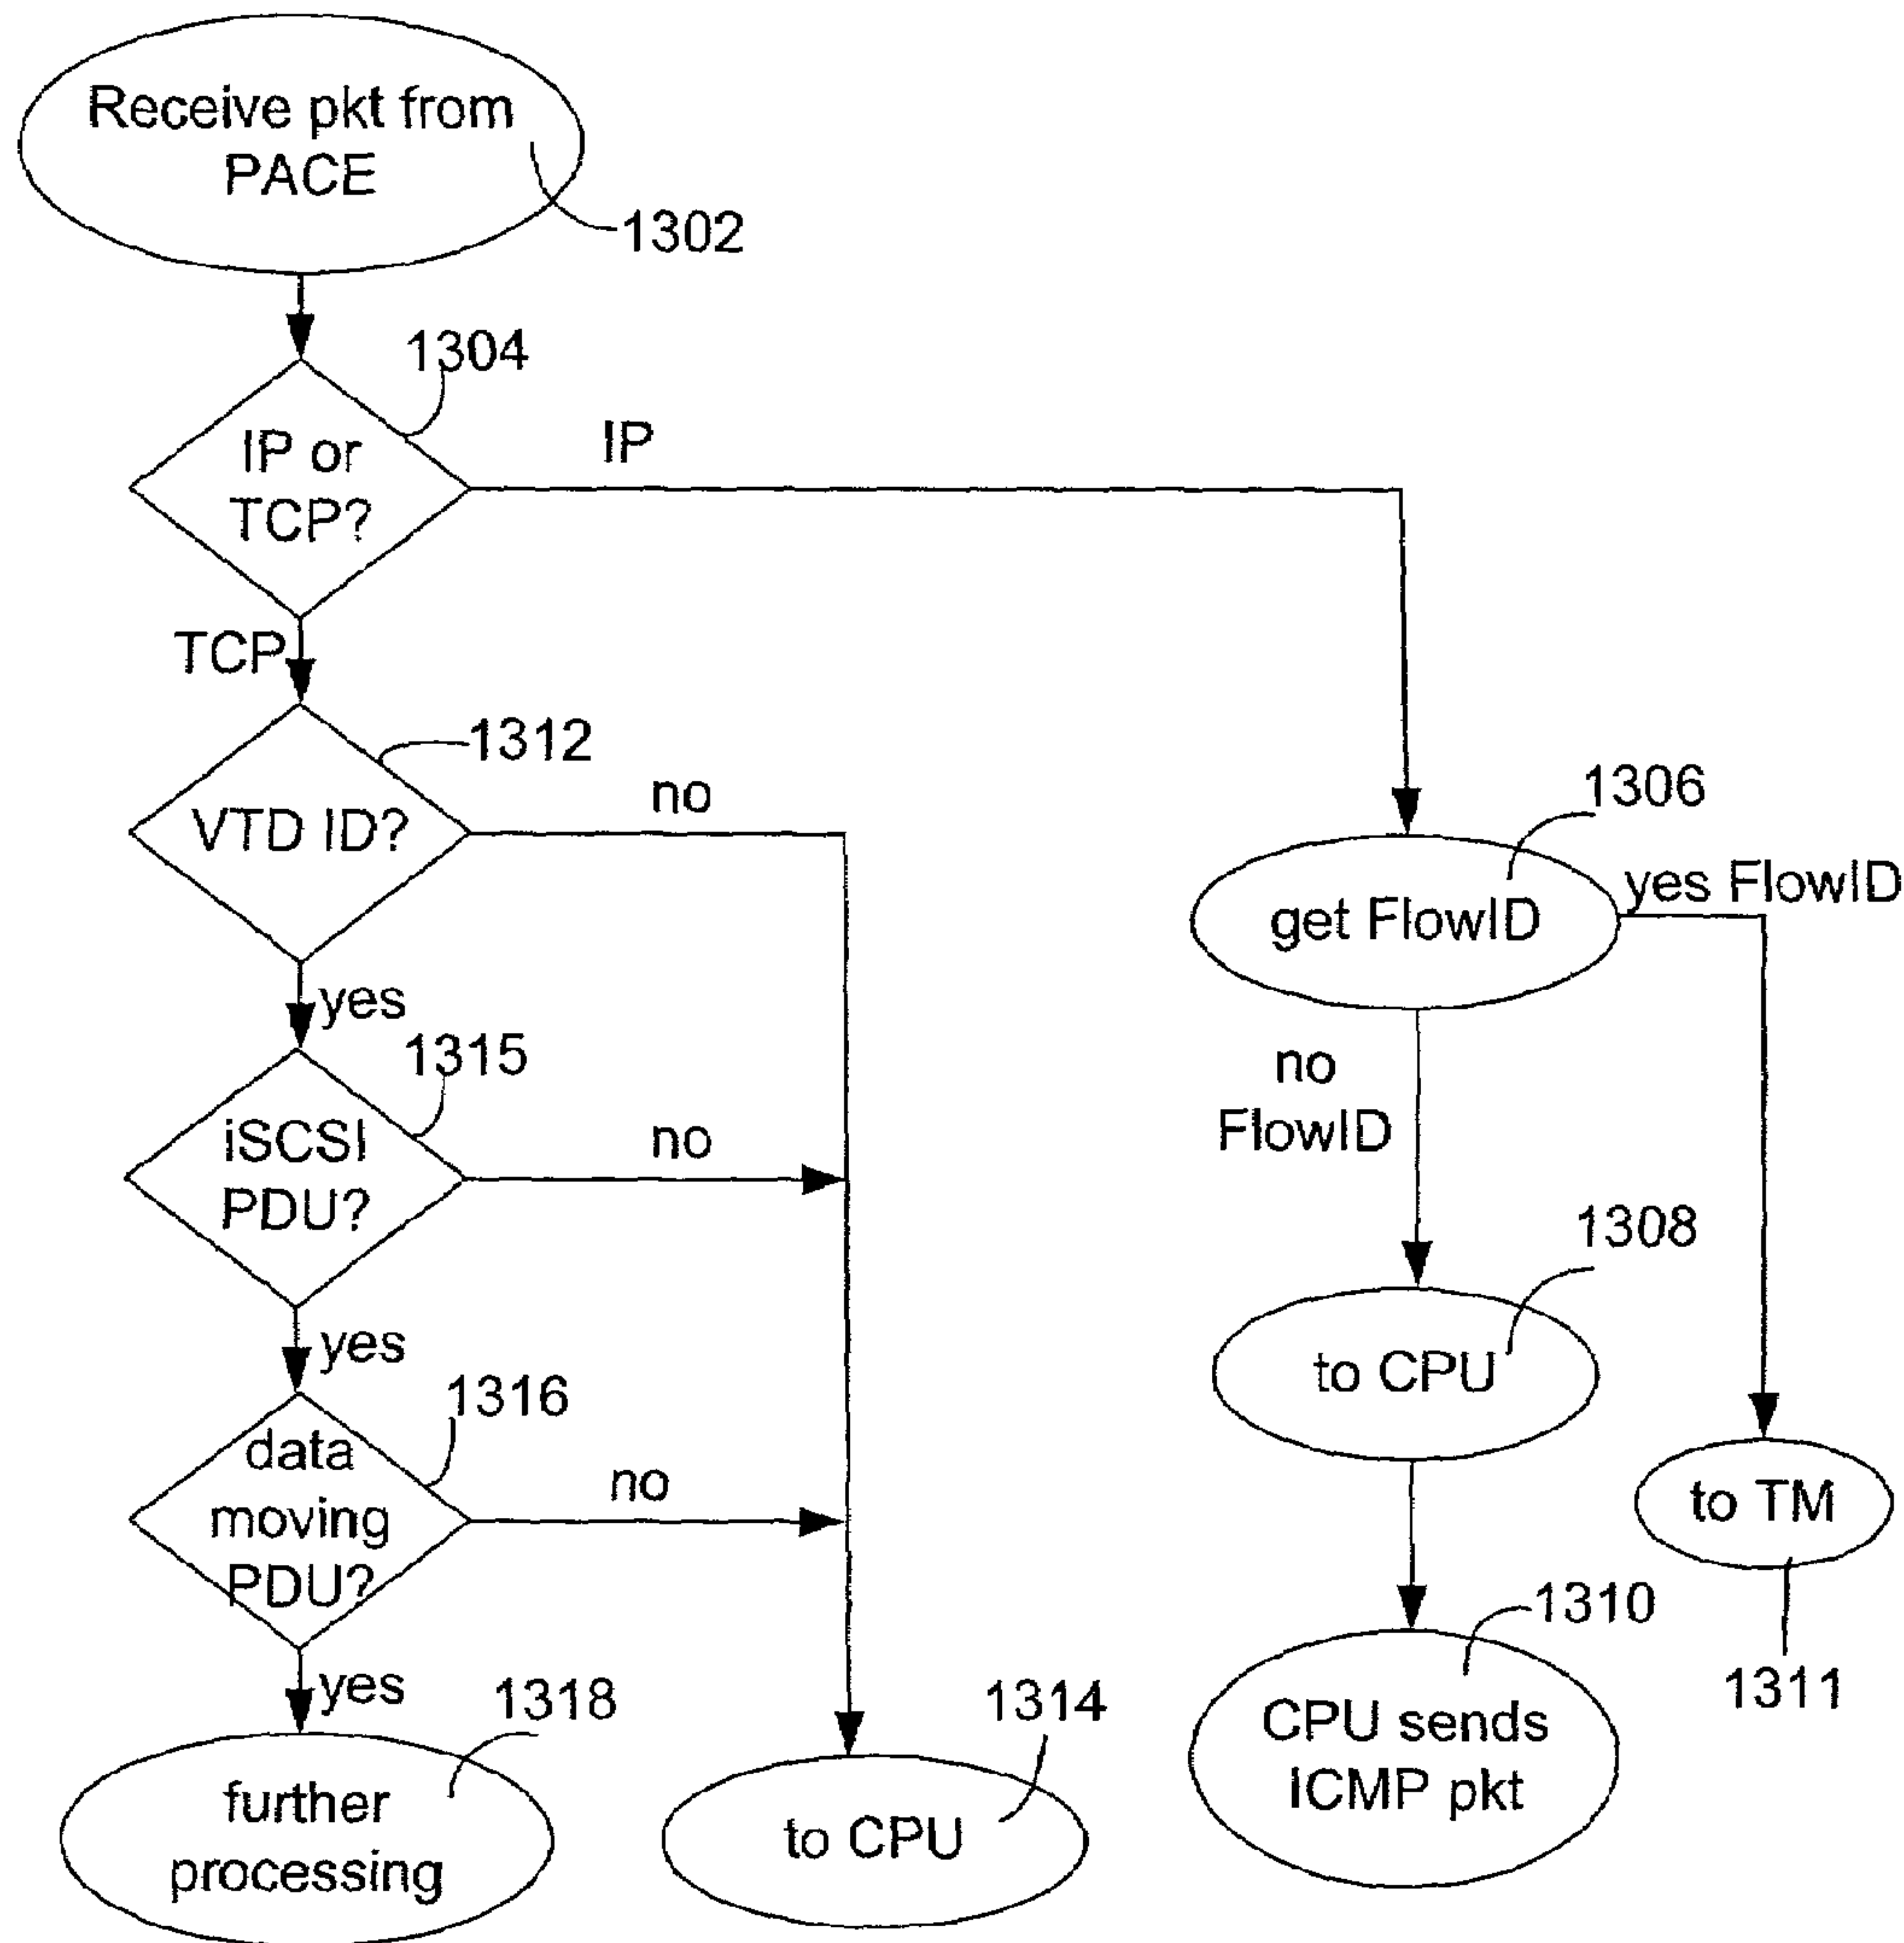 Receive pkt from
PACE
1302
1304
IP or
TCP?
IP
TCP
1312
VTD ID?
no
yes
1306
get FlowID
yes FlowID
1315
iSCSI
PDU?
no
yes
no
FlowID
1308
to CPU
1316
data
moving
PDU?
no
yes
to TM
1311
1310
CPU sends
ICMP pkt
1318
further
processing
1314
to CPU